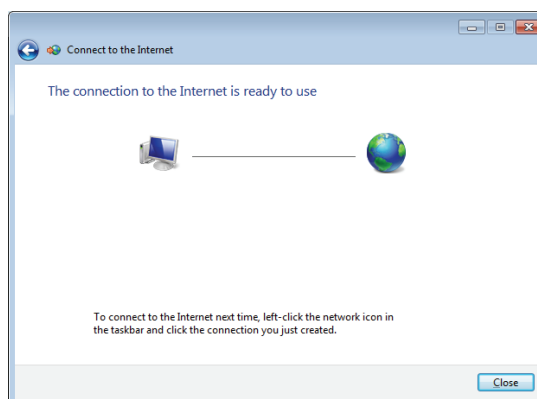 Connect to the Internet
The connection to the Internet is ready to use
To connect to the Internet next time, left-click the network icon in
the taskbar and click the connection you just created.
Close